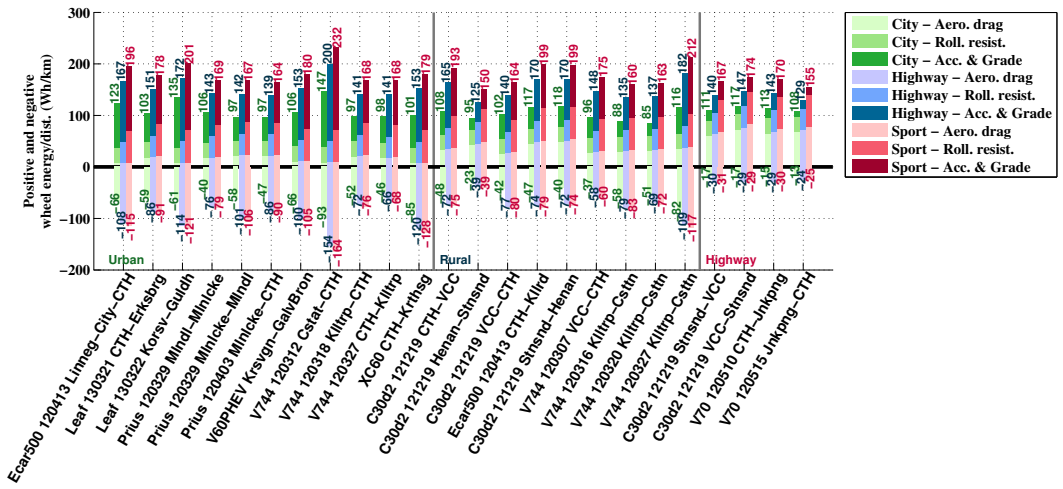 Positive and negative
wheel energy/dist. (Wh/km)
300
200
100
0
−100
−200
123 167 196
103 151 178
135 172 201
106 143 169
97 142 167
97 139 164
106 153 180
147 200 232
97 141 168
98 141 168
101 153 179
108 165 193
95 125 150
102 140 164
117 170 199
118 170 199
96 148 175
88 135 160
85 137 163
116 182 212
111 140 167
117 147 174
113 143 170
108 129 155
−66 −108 −115
−59 −86 −91
−61 −114 −121
−40 −76 −79
−58 −101 −106
−47 −86 −90
−66 −100 −105
−93 −154 −164
−52 −72 −76
−46 −65 −68
−85 −120 −128
−48 −72 −75
−23 −39 −39
−42 −77 −80
−47 −74 −79
−40 −72 −74
−37 −58 −60
−58 −79 −83
−51 −69 −72
−82 −109 −117
−30 −31
−29 −29
−29 −30
−13 −24 −25
Urban
Rural
Highway
Ecar500 120413 Linneg−City−CTH
Leaf 130321 CTH−Erksbrg
Leaf 130322 Korsv−Guldh
Prius 120329 Mlndl−Mlnlcke
Prius 120329 Mlnlcke−Mlndl
Prius 120403 Mlnlcke−CTH
V60PHEV Krsvgn−GalvBron
V744 120312 Cstat−CTH
V744 120318 Klltrp−CTH
V744 120327 CTH−Klltrp
XC60 CTH−Krthsg
C30d2 121219 CTH−VCC
C30d2 121219 Henan−Stnsnd
C30d2 121219 VCC−CTH
Ecar500 120413 CTH−Kllrd
C30d2 121219 Stnsnd−Henan
V744 120307 VCC−CTH
V744 120316 Klltrp−Csttn
V744 120320 Klltrp−Csttn
V744 120327 Klltrp−Csttn
C30d2 121219 Stnsnd−VCC
C30d2 121219 VCC−Stnsnd
V70 120510 CTH−Jnkpng
V70 120515 Jnkpng−CTH
City − Aero. drag
City − Roll. resist.
City − Acc. & Grade
Highway − Aero. drag
Highway − Roll. resist.
Highway − Acc. & Grade
Sport − Aero. drag
Sport − Roll. resist.
Sport − Acc. & Grade